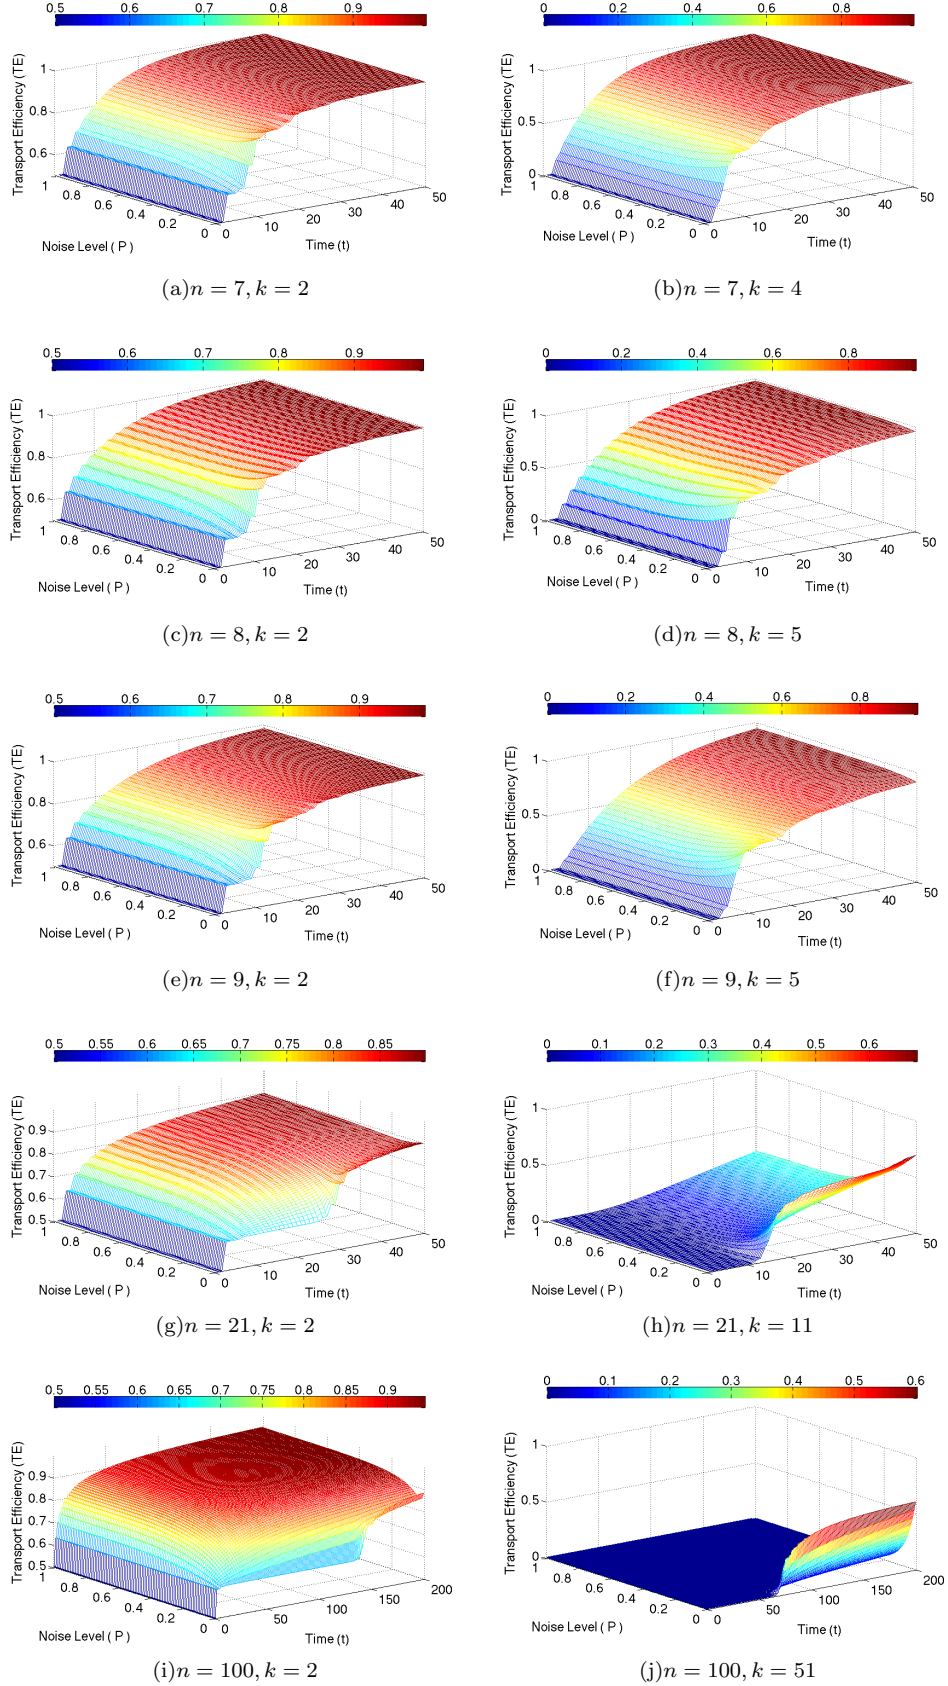 0.5 0.6 0.7 0.8 0.9
Transport Efficiency (TE)
1
0.8
0.6
1 0.8 0.6 0.4 0.2 0
Noise Level ( P )
0 10 20 30 40 50
Time (t)
(a)n = 7, k = 2
0 0.2 0.4 0.6 0.8
Transport Efficiency (TE)
1
0.5
0
1 0.8 0.6 0.4 0.2 0
Noise Level ( P )
0 10 20 30 40 50
Time (t)
(b)n = 7, k = 4
0.5 0.6 0.7 0.8 0.9
Transport Efficiency (TE)
1
0.8
0.6
1 0.8 0.6 0.4 0.2 0
Noise Level ( P )
0 10 20 30 40 50
Time (t)
(c)n = 8, k = 2
0 0.2 0.4 0.6 0.8
Transport Efficiency (TE)
1
0.5
0
1 0.8 0.6 0.4 0.2 0
Noise Level ( P )
0 10 20 30 40 50
Time (t)
(d)n = 8, k = 5
0.5 0.6 0.7 0.8 0.9
Transport Efficiency (TE)
1
0.8
0.6
1 0.8 0.6 0.4 0.2 0
Noise Level ( P )
0 10 20 30 40 50
Time (t)
(e)n = 9, k = 2
0 0.2 0.4 0.6 0.8
Transport Efficiency (TE)
1
0.5
0
1 0.8 0.6 0.4 0.2 0
Noise Level ( P )
0 10 20 30 40 50
Time (t)
(f)n = 9, k = 5
0.5 0.55 0.6 0.65 0.7 0.75 0.8 0.85
Transport Efficiency (TE)
0.9
0.8
0.7
0.6
0.5
1 0.8 0.6 0.4 0.2 0
Noise Level ( P )
0 10 20 30 40 50
Time (t)
(g)n = 21, k = 2
0 0.1 0.2 0.3 0.4 0.5 0.6
Transport Efficiency (TE)
1
0.5
0
1 0.8 0.6 0.4 0.2 0
Noise Level ( P )
0 10 20 30 40 50
Time (t)
(h)n = 21, k = 11
0.5 0.55 0.6 0.65 0.7 0.75 0.8 0.85 0.9
Transport Efficiency (TE)
0.9
0.8
0.7
0.6
0.5
1 0.8 0.6 0.4 0.2 0
Noise Level ( P )
0 50 100 150 200
Time (t)
(i)n = 100, k = 2
0 0.1 0.2 0.3 0.4 0.5 0.6
Transport Efficiency (TE)
1
0.5
0
1 0.8 0.6 0.4 0.2 0
Noise Level ( P )
0 50 100 150 200
Time (t)
(j)n = 100, k = 51